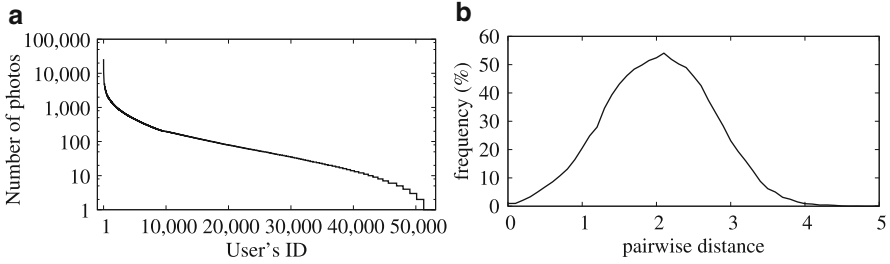 a
100,000
10,000
1,000
100
10
1
Number of photos
1 10,000 20,000 30,000 40,000 50,000
User's ID
b
60
50
40
30
20
10
0
frequency (%)
0 1 2 3 4 5
pairwise distance